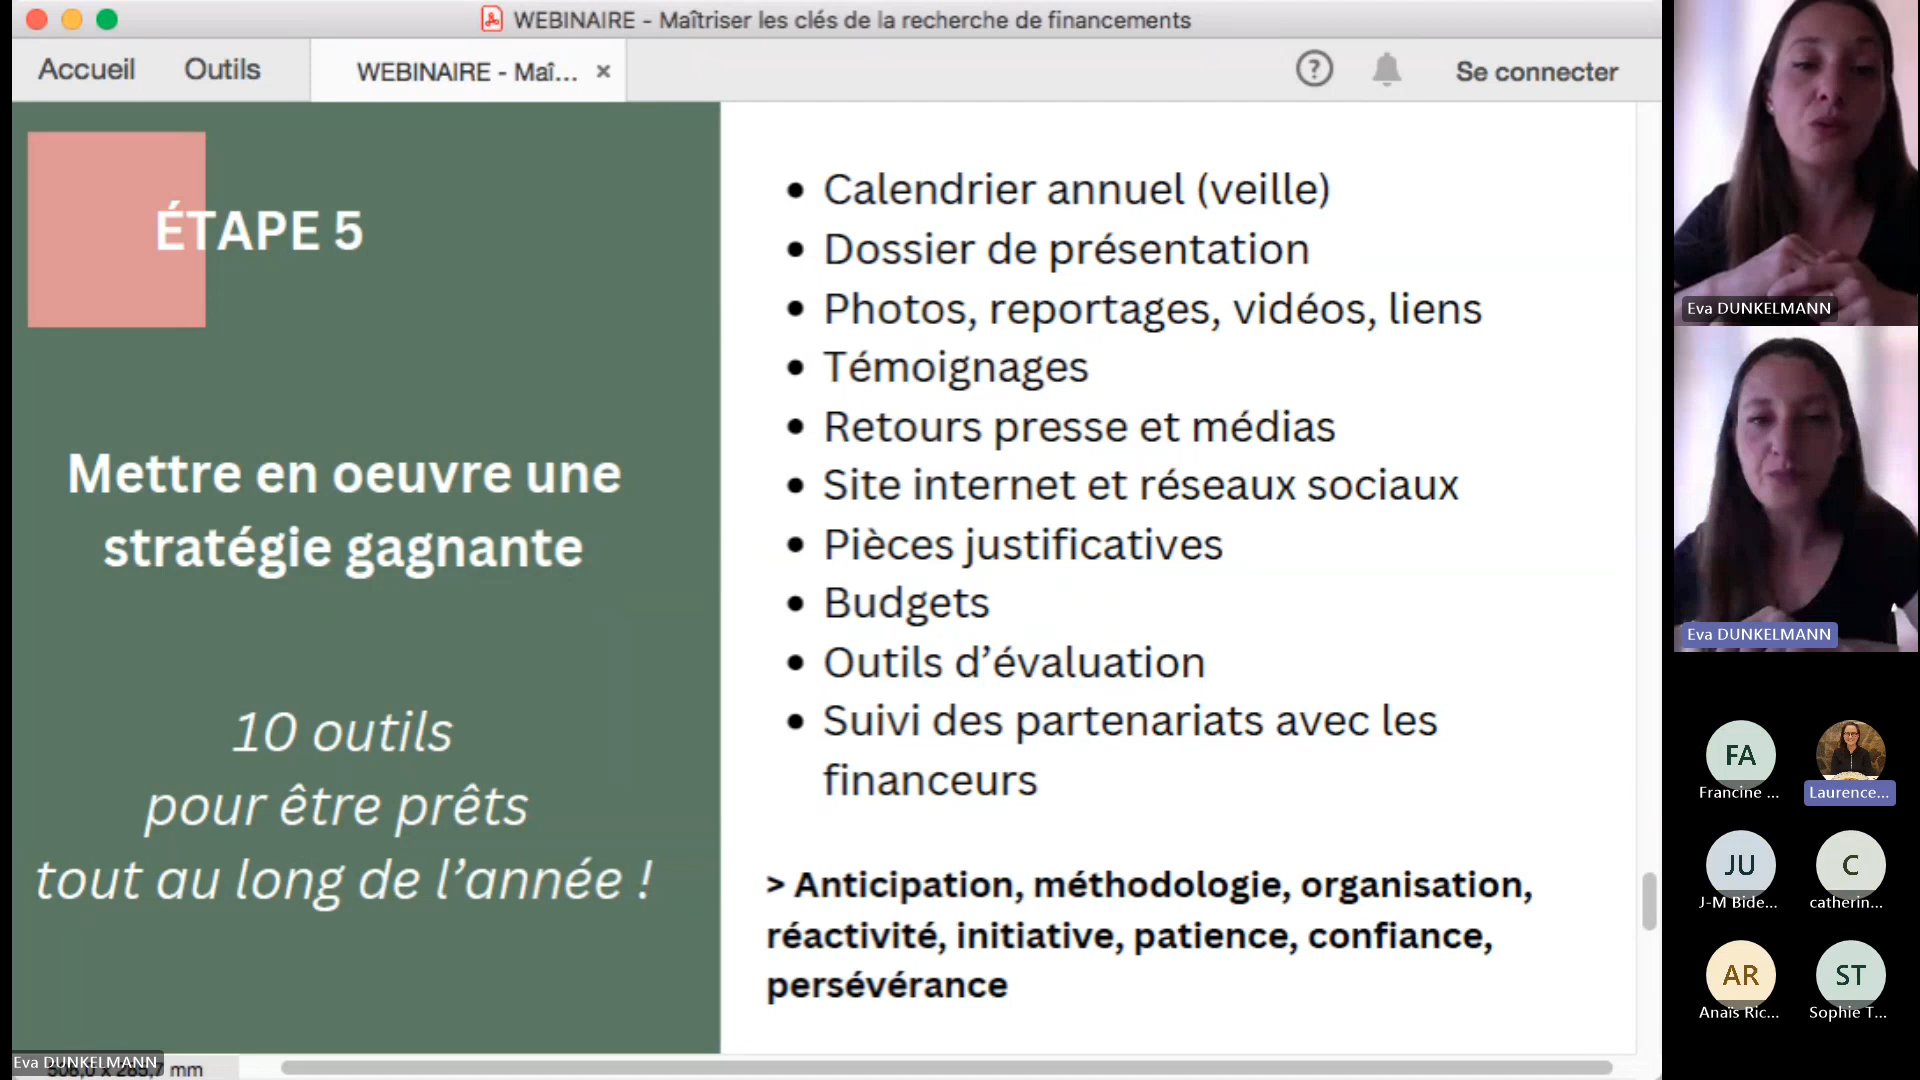 WEBINAIRE - Maîtriser les clés de la recherche de financements
Accueil
Outils
WEBINAIRE - Maî... ×
?
Se connecter
ÉTAPE 5
Mettre en oeuvre une
stratégie gagnante
10 outils
pour être prêts
tout au long de l’année !
• Calendrier annuel (veille)
• Dossier de présentation
• Photos, reportages, vidéos, liens
• Témoignages
• Retours presse et médias
• Site internet et réseaux sociaux
• Pièces justificatives
• Budgets
• Outils d’évaluation
• Suivi des partenariats avec les
financeurs
> Anticipation, méthodologie, organisation,
réactivité, initiative, patience, confiance,
persévérance
Eva DUNKELMANN
mm
Eva DUNKELMANN
Eva DUNKELMANN
FA
Francine ...
Laurence...
JU
J-M Bide...
C
catherin...
AR
Anaïs Ric...
ST
Sophie T...